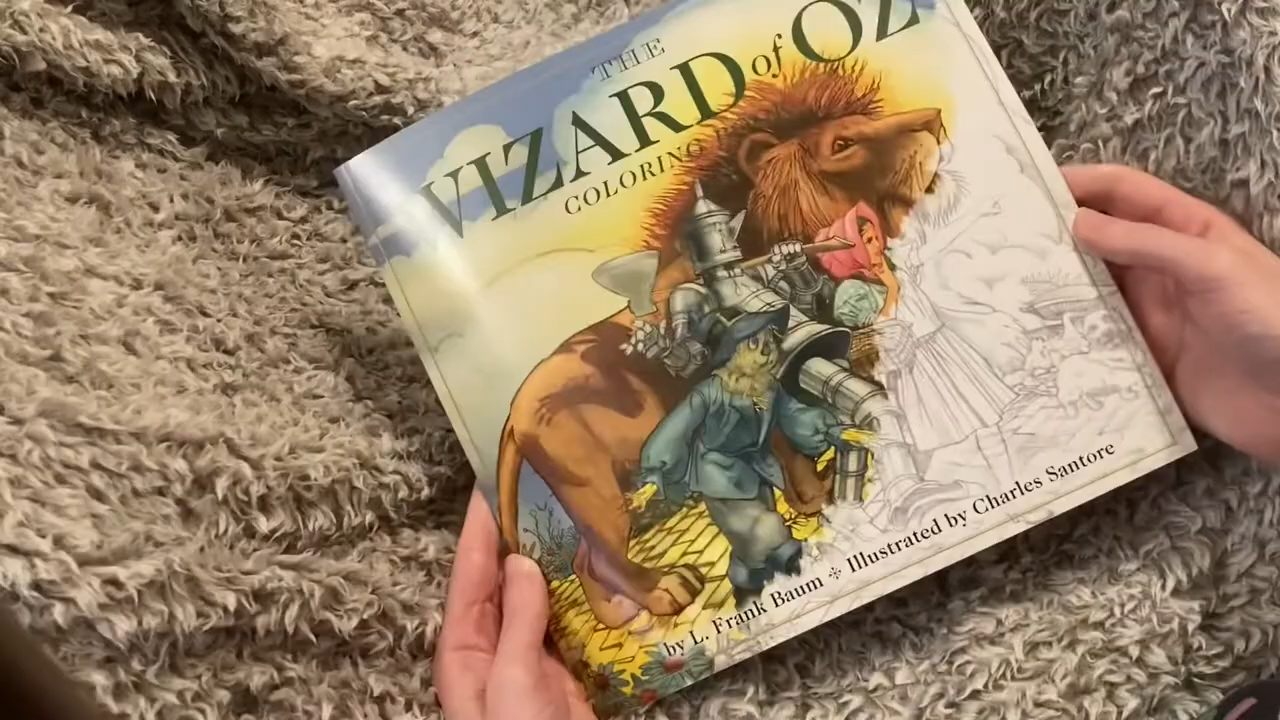 THE
WIZARD of OZ
COLORING
by L. Frank Baum ❊ Illustrated by Charles Santore